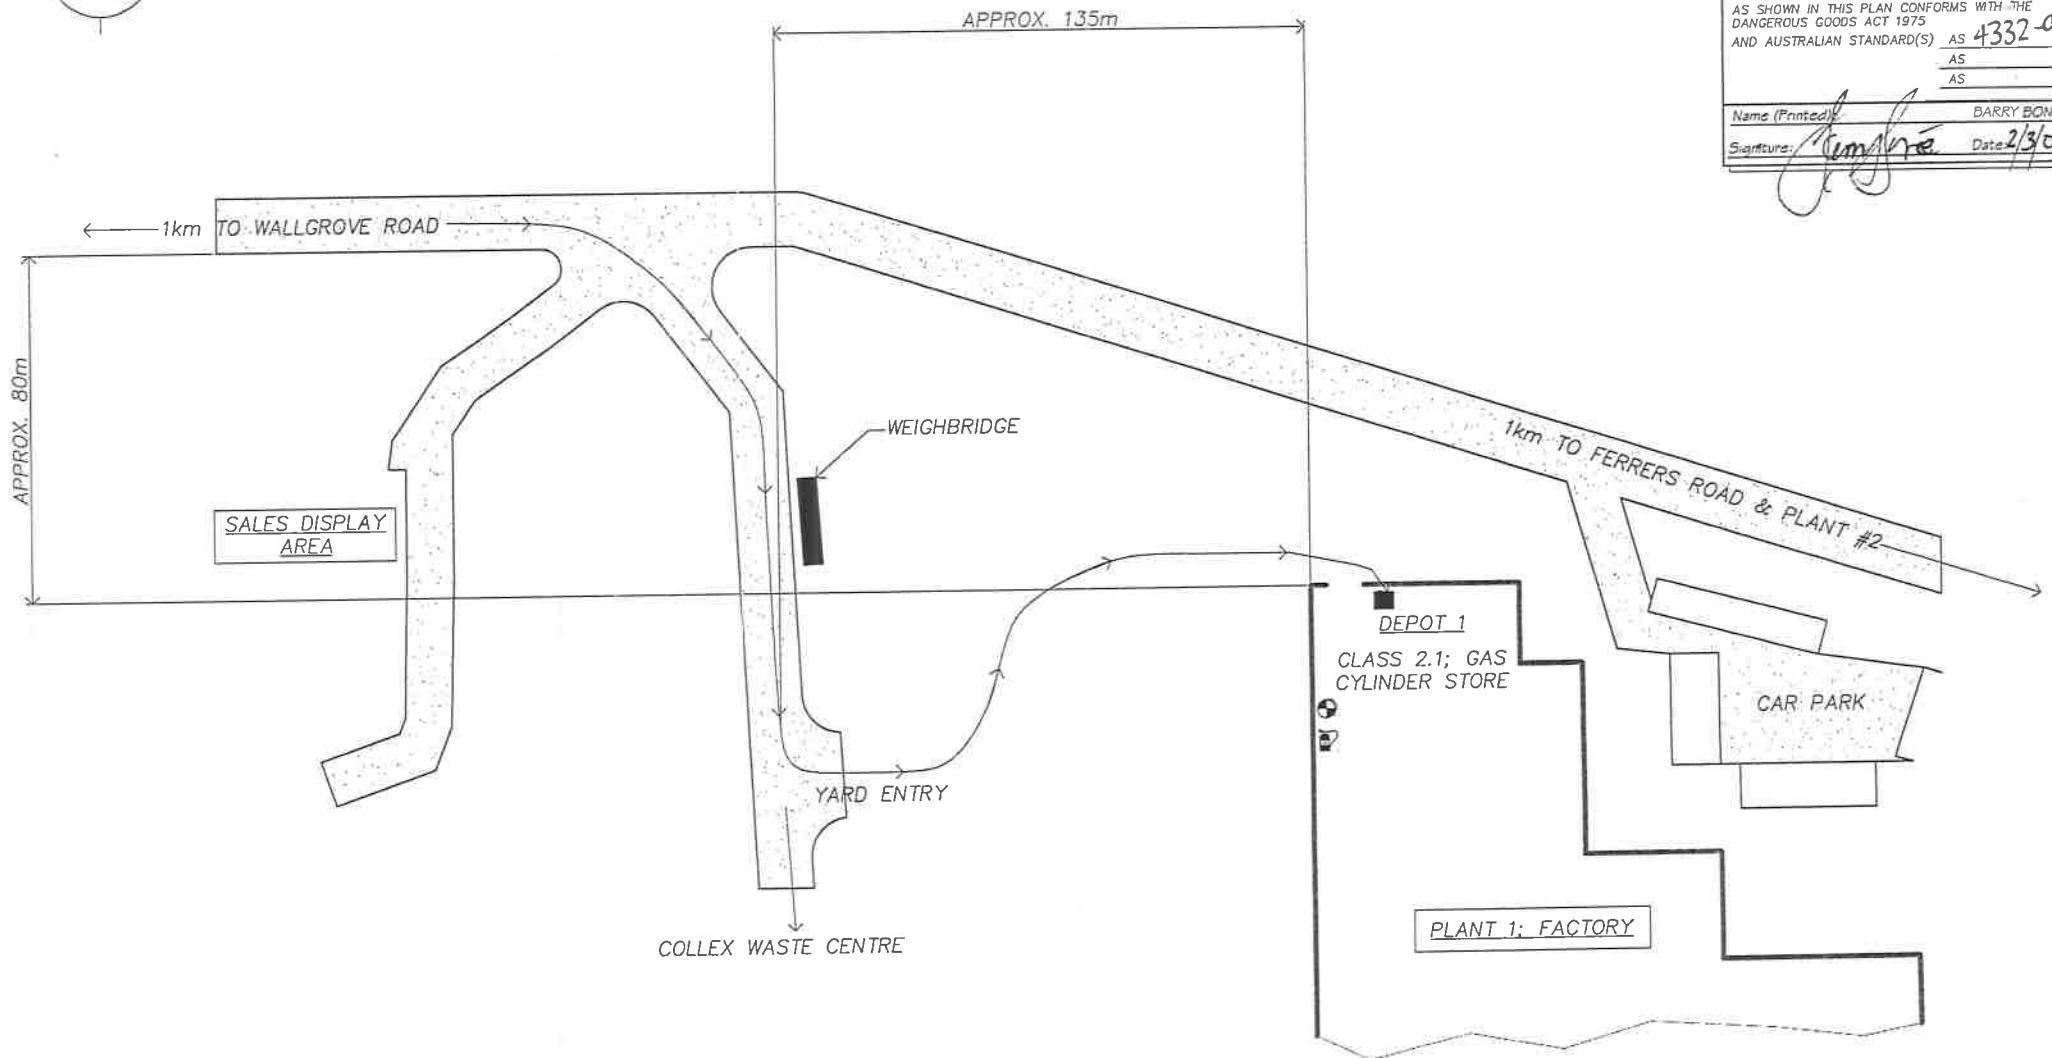 APPROX. 135m
AS SHOWN IN THIS PLAN CONFORMS WITH THE
DANGEROUS GOODS ACT 1975
AND AUSTRALIAN STANDARD(S) AS 4332-
AS
AS
Name (Printed): BARRY BON
Signature: Date: 2/3/0
1km TO WALLGROVE ROAD
APPROX. 80m
WEIGHBRIDGE
1km TO FERRERS ROAD & PLANT #2
SALES DISPLAY
AREA
DEPOT 1
CLASS 2.1; GAS
CYLINDER STORE
CAR PARK
YARD ENTRY
PLANT 1; FACTORY
COLLEX WASTE CENTRE